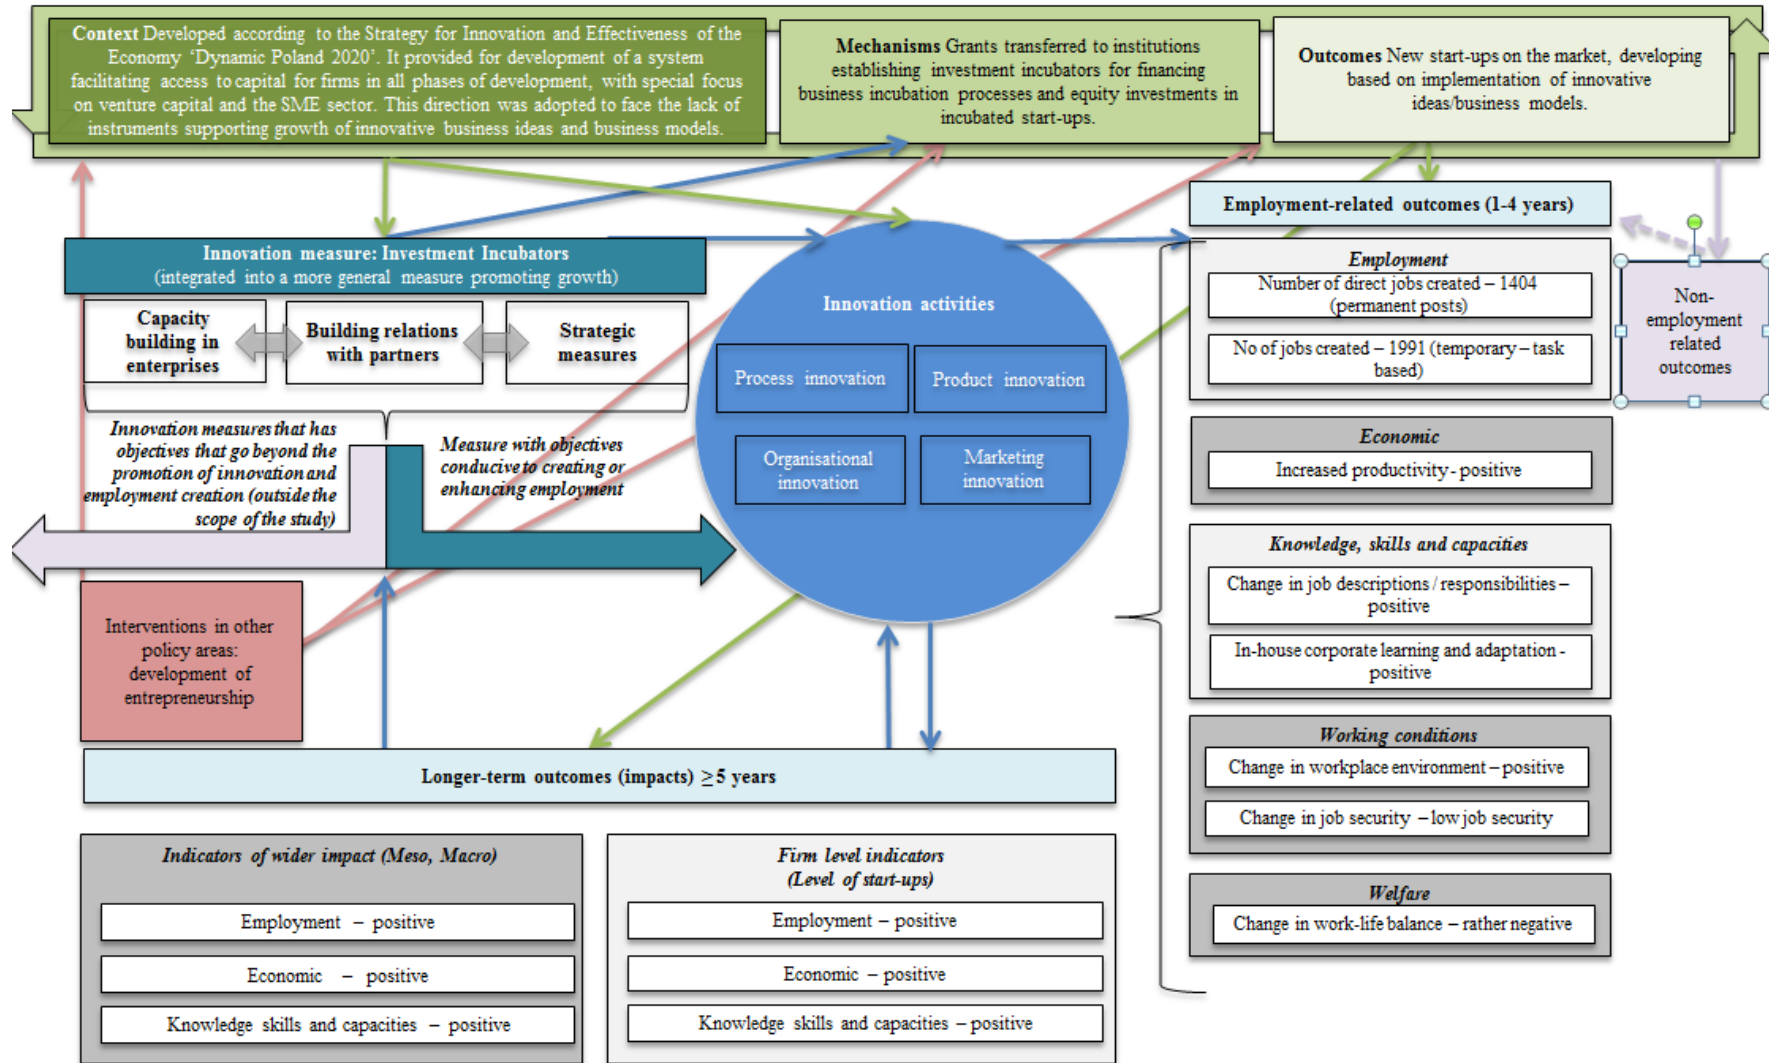 Context Developed according to the Strategy for Innovation and Effectiveness of the
Economy ‘Dynamic Poland 2020’. It provided for development of a system
facilitating access to capital for firms in all phases of development, with special focus
on venture capital and the SME sector. This direction was adopted to face the lack of
instruments supporting growth of innovative business ideas and business models.
Mechanisms Grants transferred to institutions
establishing investment incubators for financing
business incubation processes and equity investments in
incubated start-ups.
Outcomes New start-ups on the market, developing
based on implementation of innovative
ideas/business models.
Innovation measure: Investment Incubators
(integrated into a more general measure promoting growth)
Capacity
building in
enterprises
Building relations
with partners
Strategic
measures
Innovation measures that has
objectives that go beyond the
promotion of innovation and
employment creation (outside the
scope of the study)
Measure with objectives
conducive to creating or
enhancing employment
Interventions in other
policy areas:
development of
entrepreneurship
Innovation activities
Process innovation
Product innovation
Organisational
innovation
Marketing
innovation
Employment-related outcomes (1-4 years)
Employment
Number of direct jobs created – 1404
(permanent posts)
No of jobs created – 1991 (temporary – task
based)
Economic
Increased productivity - positive
Knowledge, skills and capacities
Change in job descriptions / responsibilities –
positive
In-house corporate learning and adaptation -
positive
Working conditions
Change in workplace environment – positive
Change in job security – low job security
Welfare
Change in work-life balance – rather negative
Non-
employment
related
outcomes
Longer-term outcomes (impacts) ≥ 5 years
Indicators of wider impact (Meso, Macro)
Employment – positive
Economic – positive
Knowledge skills and capacities – positive
Firm level indicators
(Level of start-ups)
Employment – positive
Economic – positive
Knowledge skills and capacities – positive